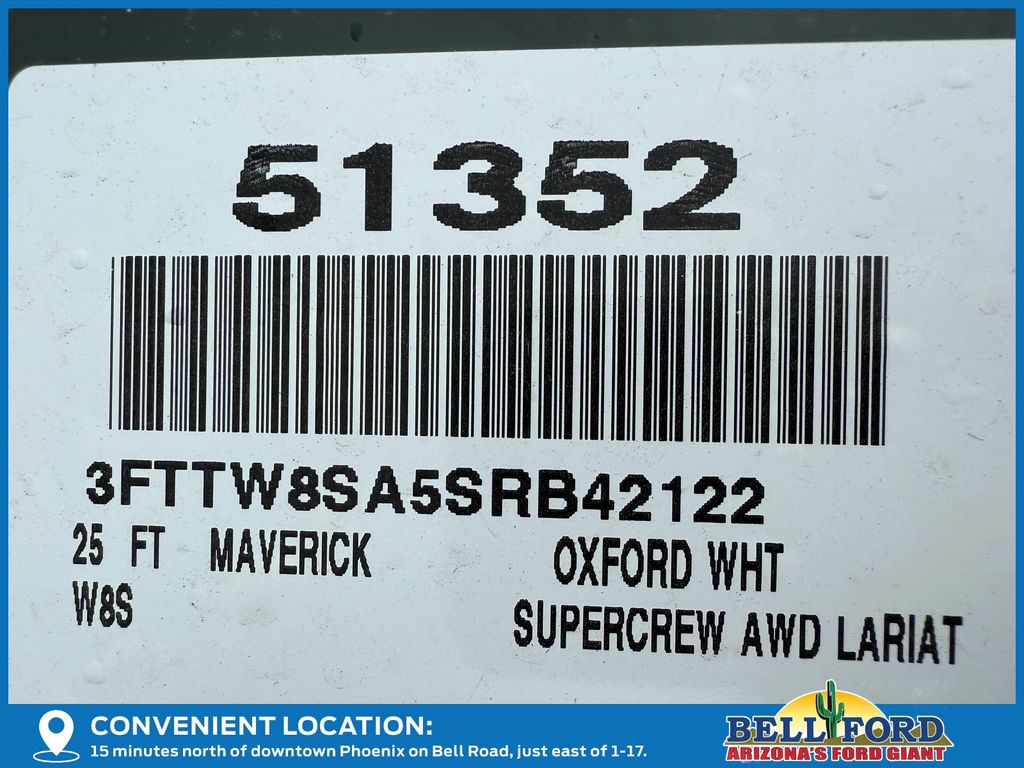 51352
3FTTW8SA5SRB42122
25 FT MAVERICK OXFORD WHT
W8S SUPERCREW AWD LARIAT
CONVENIENT LOCATION:
15 minutes north of downtown Phoenix on Bell Road, just east of 1-17.
BELL FORD
ARIZONA'S FORD GIANT